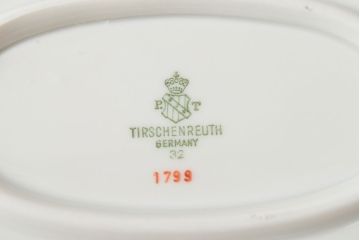 P. T
TIRSCHENREUTH
GERMANY
32
1799